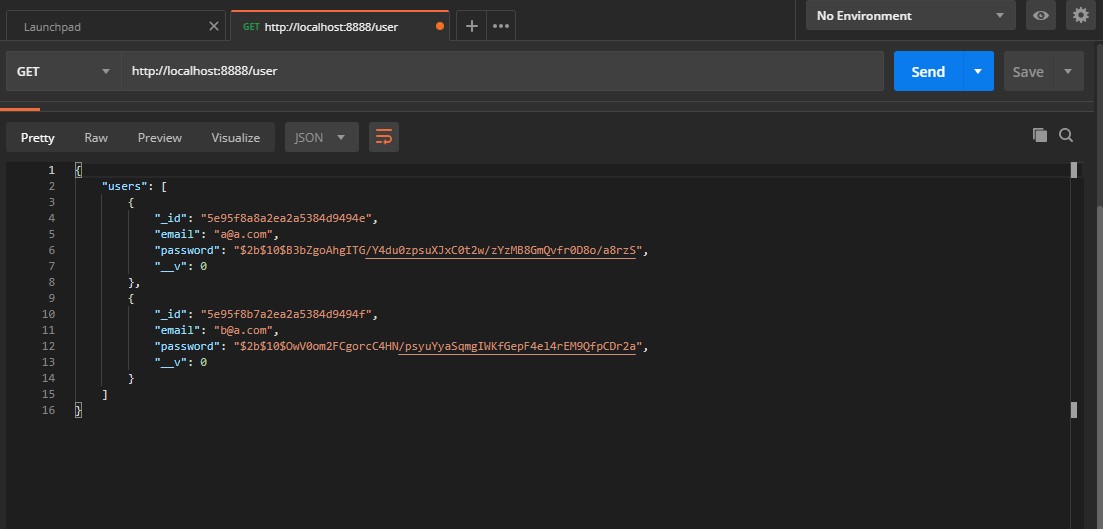 Launchpad
GET http://localhost:8888/user
No Environment
GET http://localhost:8888/user
Send
Save
Pretty Raw Preview Visualize JSON
1 {
2 "users": [
3 {
4 "_id": "5e95f8a8a2ea2a5384d9494e",
5 "email": "a@a.com",
6 "password": "$2b$10$B3bZgoAhgITG/Y4du0zpsuXJxC0t2w/zYzMB8GmQvfr0D8o/a8rzS",
7 "__v": 0
8 },
9 {
10 "_id": "5e95f8b7a2ea2a5384d9494f",
11 "email": "b@a.com",
12 "password": "$2b$10$OwV0om2FCgorcC4HN/psyuYyaSqmgIWKfGepF4el4rEM9QfpCDr2a",
13 "__v": 0
14 }
15 ]
16 }